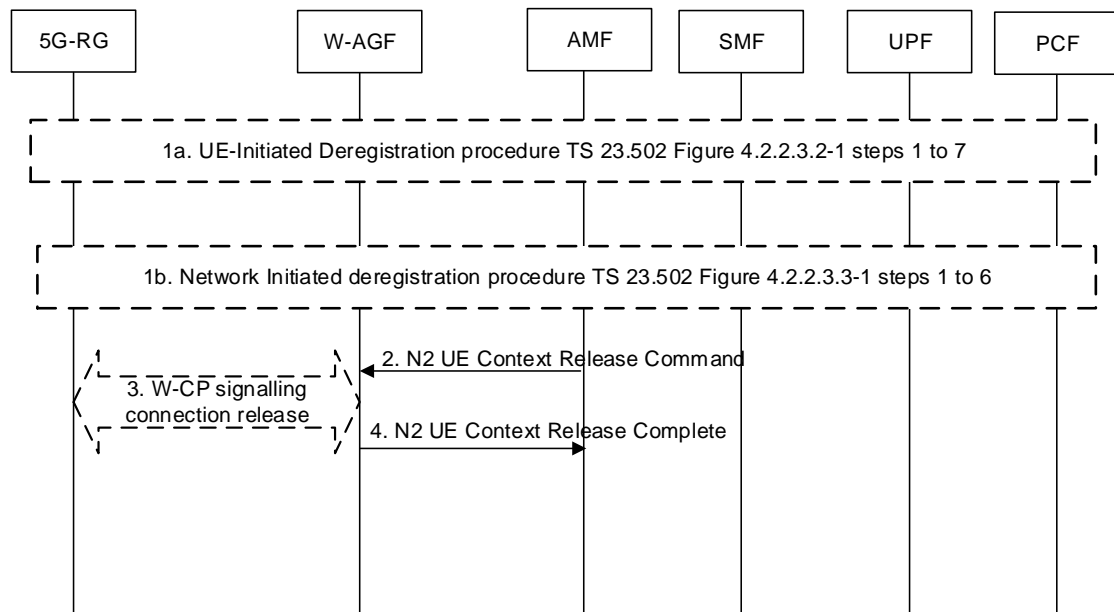 5G-RG
W-AGF
AMF
SMF
UPF
PCF
1a. UE-Initiated Deregistration procedure TS 23.502 Figure 4.2.2.3.2-1 steps 1 to 7
1b. Network Initiated deregistration procedure TS 23.502 Figure 4.2.2.3.3-1 steps 1 to 6
2. N2 UE Context Release Command
3. W-CP signalling
connection release
4. N2 UE Context Release Complete